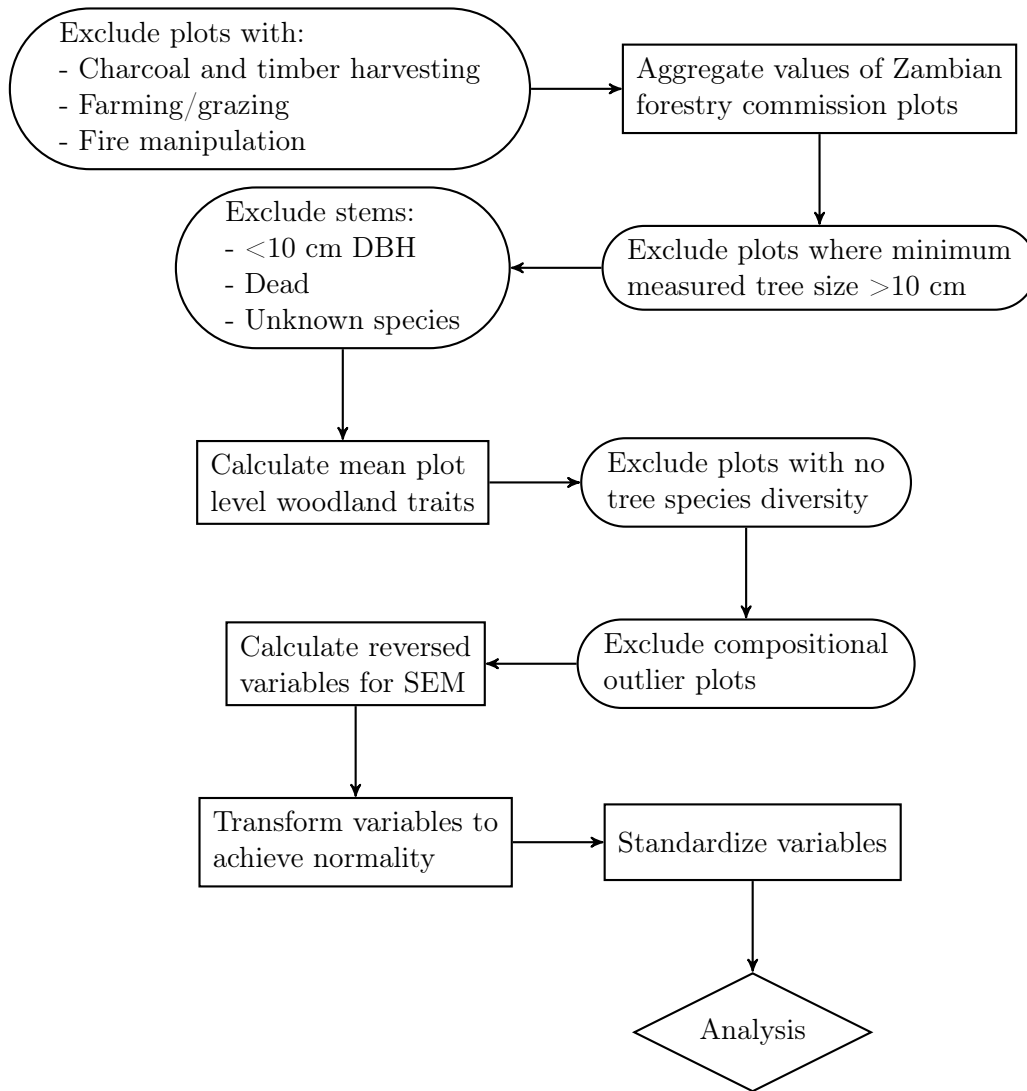 Exclude plots with:
- Charcoal and timber harvesting
- Farming/grazing
- Fire manipulation
Aggregate values of Zambian
forestry commission plots
Exclude plots where minimum
measured tree size >10 cm
Exclude stems:
- <10 cm DBH
- Dead
- Unknown species
Calculate mean plot
level woodland traits
Exclude plots with no
tree species diversity
Exclude compositional
outlier plots
Calculate reversed
variables for SEM
Transform variables to
achieve normality
Standardize variables
Analysis